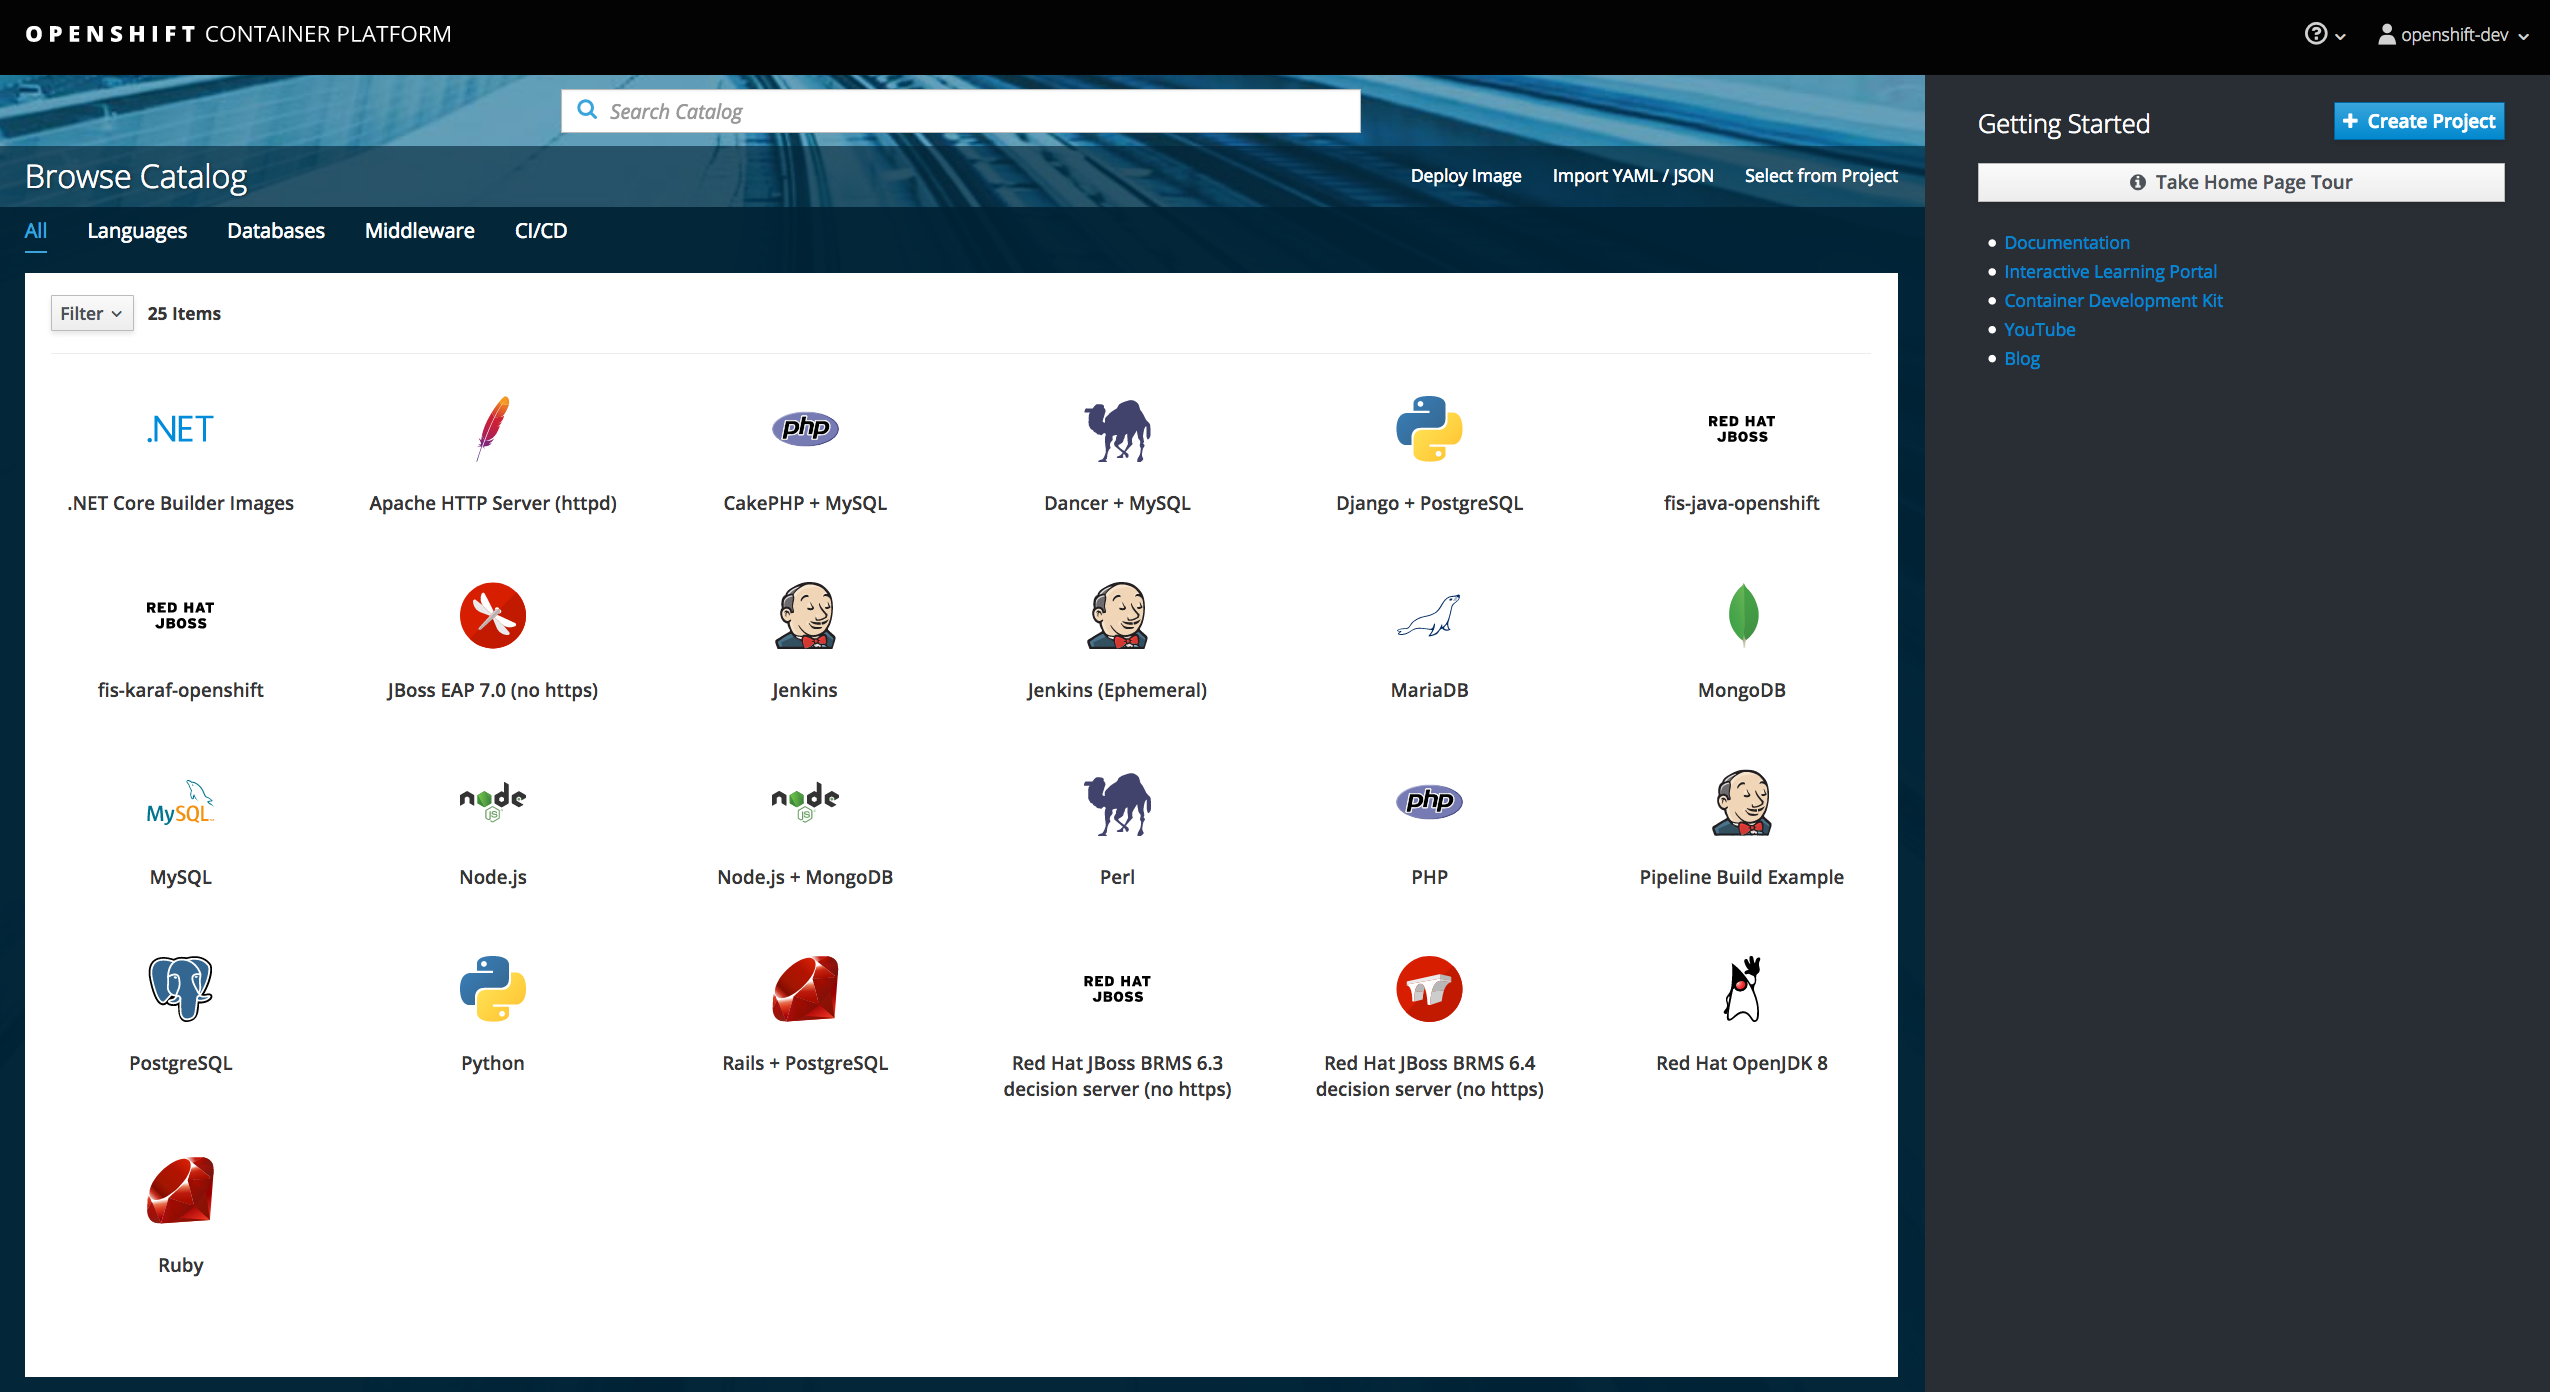 OPENSHIFT CONTAINER PLATFORM
openshift-dev
Search Catalog
Browse Catalog
Deploy Image
Import YAML / JSON
Select from Project
All
Languages
Databases
Middleware
CI/CD
Getting Started
Create Project
Take Home Page Tour
Documentation
Interactive Learning Portal
Container Development Kit
YouTube
Blog
Filter
25 Items
.NET
.NET Core Builder Images
Apache HTTP Server (httpd)
php
CakePHP + MySQL
Dancer + MySQL
Django + PostgreSQL
RED HAT
JBOSS
fis-java-openshift
RED HAT
JBOSS
fis-karaf-openshift
JBoss EAP 7.0 (no https)
Jenkins
Jenkins (Ephemeral)
MariaDB
MongoDB
MySQL
MySQL
node
JS
Node.js
node
JS
Node.js + MongoDB
Perl
php
PHP
Pipeline Build Example
PostgreSQL
Python
Rails + PostgreSQL
RED HAT
JBOSS
Red Hat JBoss BRMS 6.3
decision server (no https)
Red Hat JBoss BRMS 6.4
decision server (no https)
Red Hat OpenJDK 8
Ruby